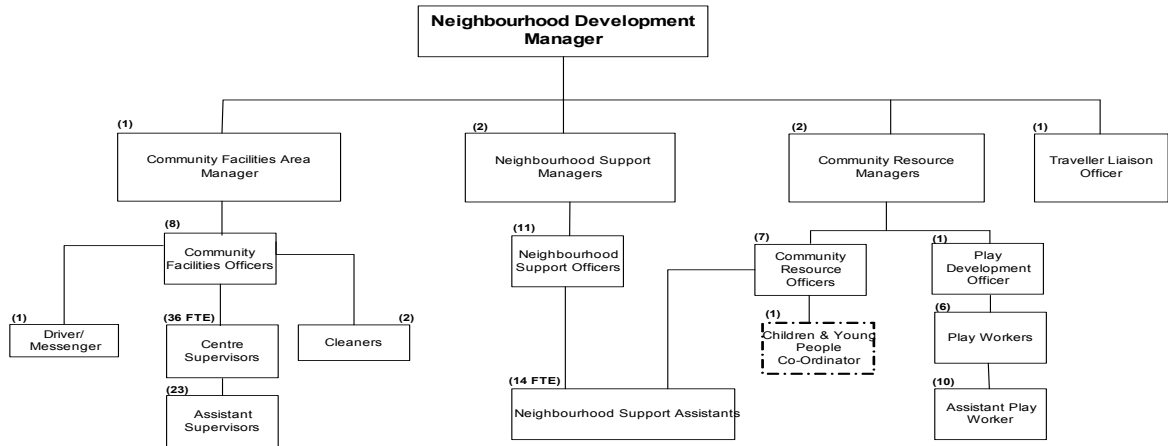 Neighbourhood Development
Manager
(1)
Community Facilities Area
Manager
(2)
Neighbourhood Support
Managers
(2)
Community Resource
Managers
(1)
Traveller Liaison
Officer
(8)
Community
Facilities Officers
(11)
Neighbourhood
Support Officers
(7)
Community
Resource
Officers
(1)
Play
Development
Officer
(1)
Driver/
Messenger
(36 FTE)
Centre
Supervisors
(2)
Cleaners
(1)
Children & Young
People
Co-Ordinator
(6)
Play Workers
(23)
Assistant
Supervisors
(14 FTE)
Neighbourhood Support Assistants
(10)
Assistant Play
Worker